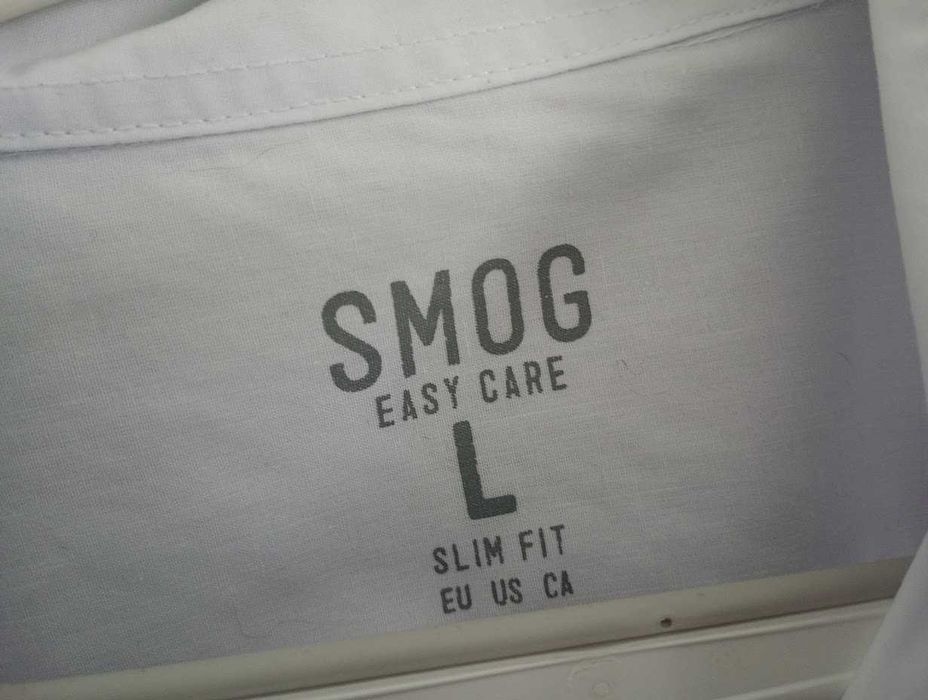 SMOG
EASY CARE
L
SLIM FIT
EU US CA